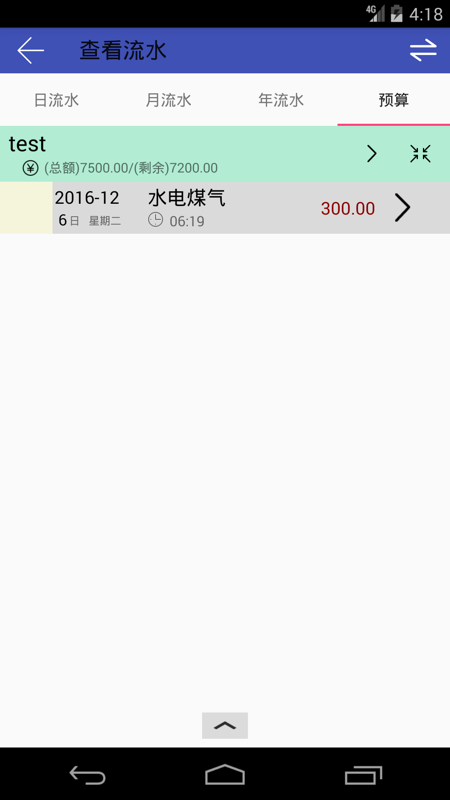 4G 4:18
查看流水
日流水 月流水 年流水 预算
test
¥ (总额)7500.00/(剩余)7200.00
2016-12 水电煤气
6日 星期二 06:19 300.00